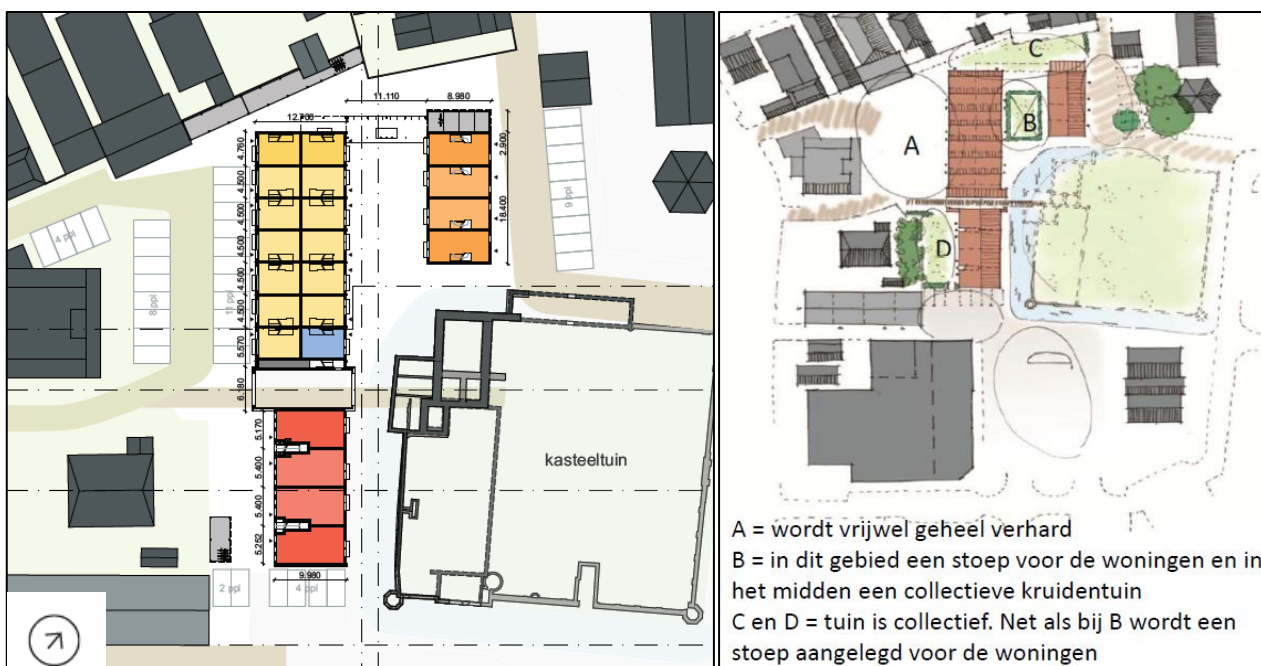 11.110
8.980
12.700
4.760
4.500
4.500
4.500
4.500
4.500
5.570
6.180
5.170
5.400
5.400
5.252
9.980
2.900
18.400
4 ppl
8 ppl
11 ppl
9 ppl
2 ppl
4 ppl
kasteeltuin
A
B
C
D
A = wordt vrijwel geheel verhard
B = in dit gebied een stoep voor de woningen en in
het midden een collectieve kruidentuin
C en D = tuin is collectief. Net als bij B wordt een
stoep aangelegd voor de woningen